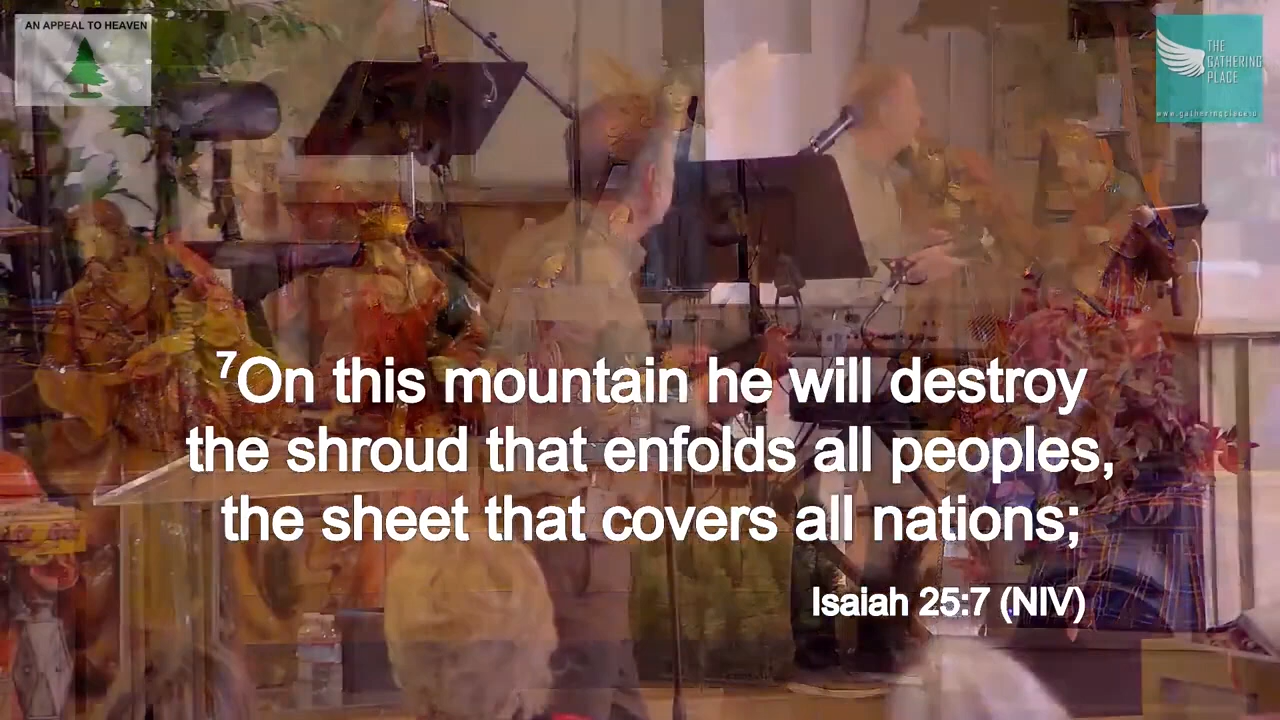 AN APPEAL TO HEAVEN
THE
GATHERING
PLACE
7On this mountain he will destroy
the shroud that enfolds all peoples,
the sheet that covers all nations;
Isaiah 25:7 (NIV)